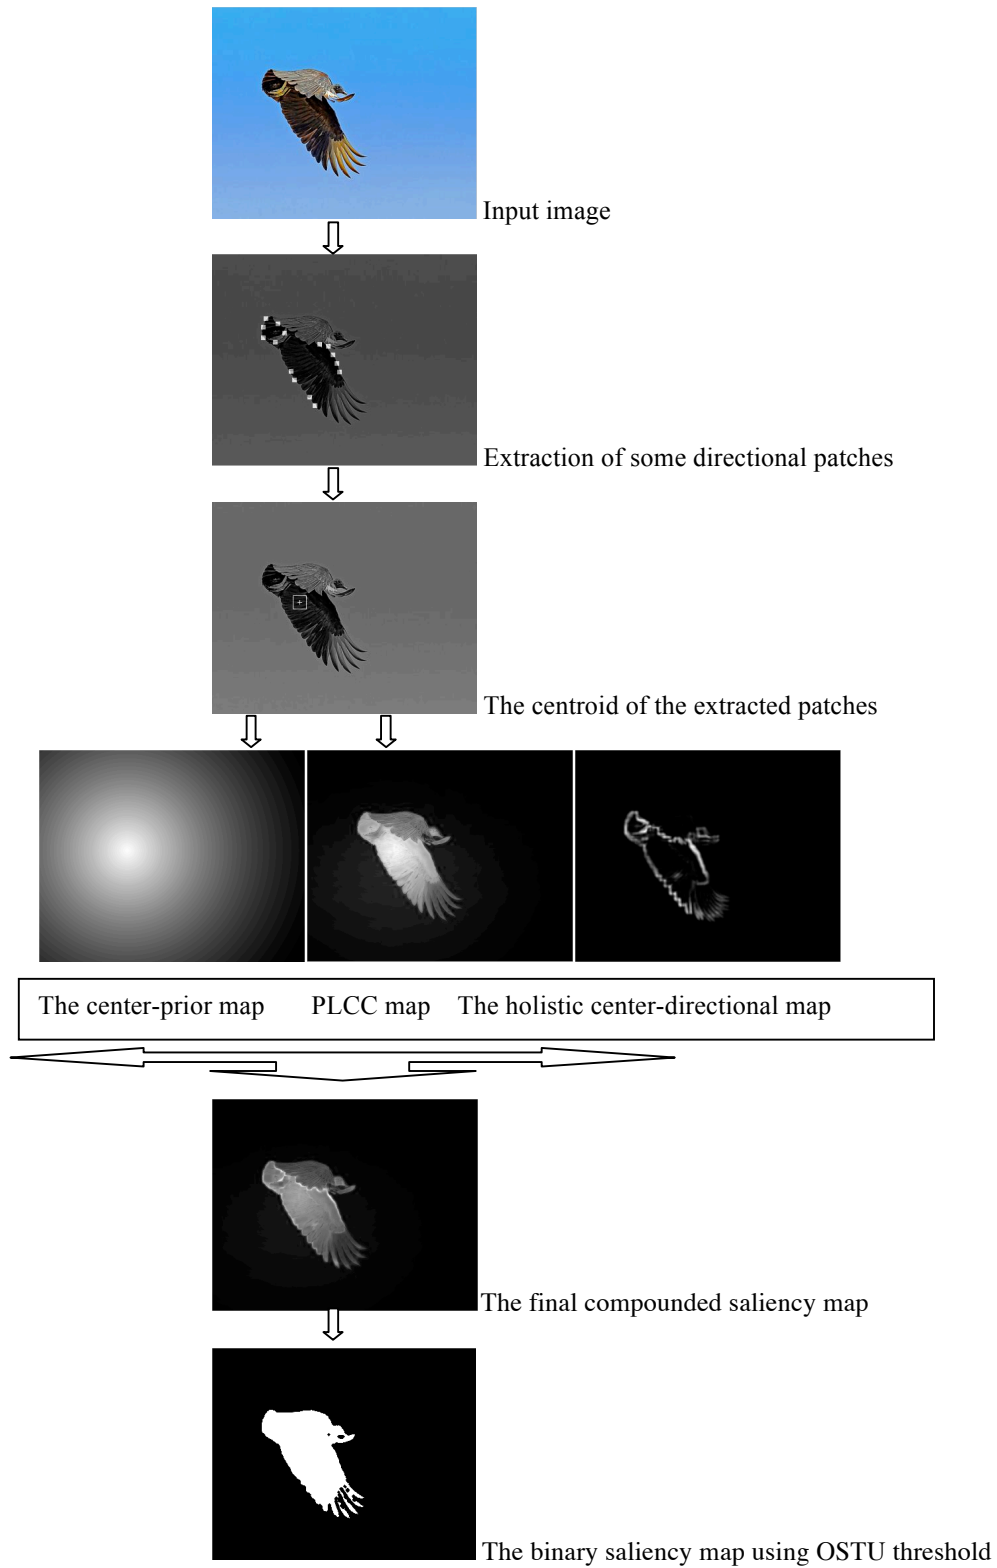 Input image
Extraction of some directional patches
The centroid of the extracted patches
The center-prior map PLCC map The holistic center-directional map
The final compounded saliency map
The binary saliency map using OSTU threshold